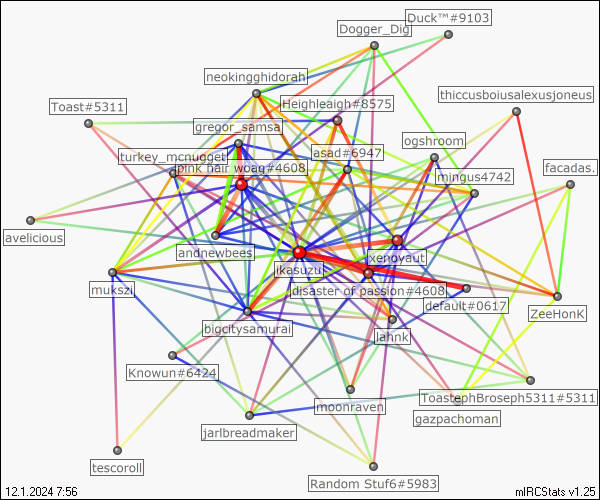 Duck™#9103
Dogger_Dig
neokingghidorah
thiccusboiusalexusjoneus
Toast#5311
Heighleaigh#8575
gregor_samsa
ogshroom
turkey_mcnugget
asad#6947
pink hair woag#4608
mingus4742
facadas.
avelicious
andnewbees
xenoyaut
ikasuzu
mukszi
disaster of passion#4608
default#0617
ZeeHonK
bigcitysamurai
lahnk
Knowun#6424
ToastephBroseph5311#5311
moonraven
gazpachoman
jarlbreadmaker
tescoroll
Random Stuf6#5983
12.1.2024 7:56
mIRCStats v1.25